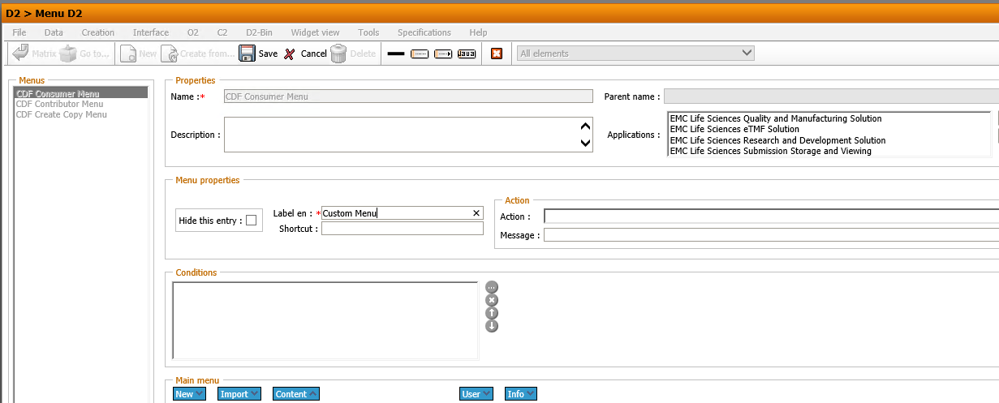 D2 > Menu D2
File Data Creation Interface O2 C2 D2-Bin Widget view Tools Specifications Help
Matrix Go to... New Create from... Save Cancel Delete Java All elements
Menus
CDF Consumer Menu
CDF Contributor Menu
CDF Create Copy Menu
Properties
Name :* CDF Consumer Menu Parent name :
Description : Applications :
EMC Life Sciences Quality and Manufacturing Solution
EMC Life Sciences eTMF Solution
EMC Life Sciences Research and Development Solution
EMC Life Sciences Submission Storage and Viewing
Menu properties
Hide this entry :
Label en : * Custom Menu
Shortcut :
Action
Action :
Message :
Conditions
Main menu
New Import Content User Info